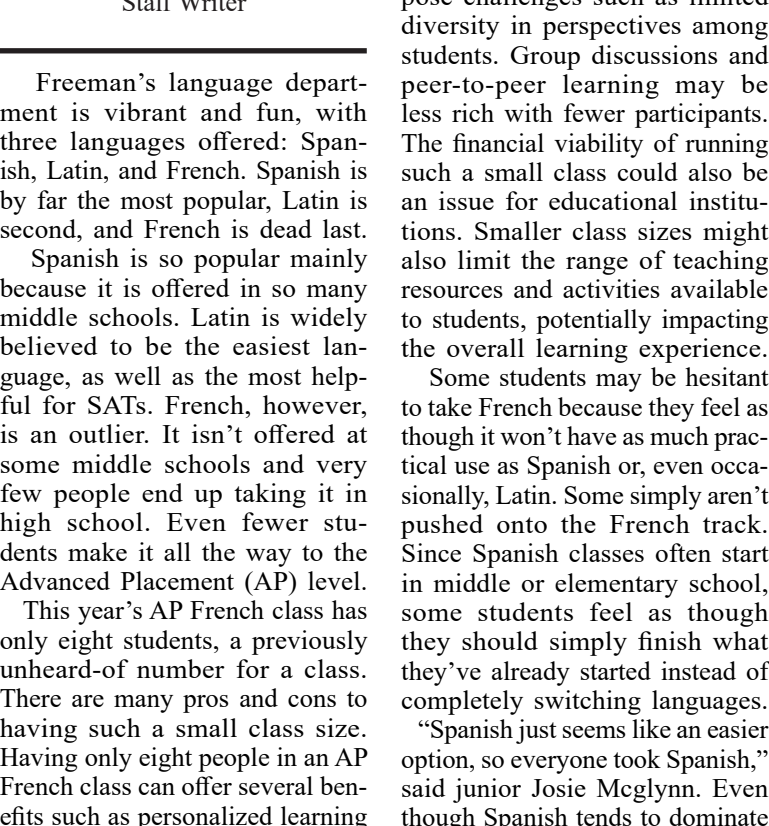 Staff Writer
Freeman’s language depart-
ment is vibrant and fun, with
three languages offered: Span-
ish, Latin, and French. Spanish is
by far the most popular, Latin is
second, and French is dead last.
Spanish is so popular mainly
because it is offered in so many
middle schools. Latin is widely
believed to be the easiest lan-
guage, as well as the most help-
ful for SATs. French, however,
is an outlier. It isn’t offered at
some middle schools and very
few people end up taking it in
high school. Even fewer stu-
dents make it all the way to the
Advanced Placement (AP) level.
This year’s AP French class has
only eight students, a previously
unheard-of number for a class.
There are many pros and cons to
having such a small class size.
Having only eight people in an AP
French class can offer several ben-
efits such as personalized learning
pose challenges such as limited
diversity in perspectives among
students. Group discussions and
peer-to-peer learning may be
less rich with fewer participants.
The financial viability of running
such a small class could also be
an issue for educational institu-
tions. Smaller class sizes might
also limit the range of teaching
resources and activities available
to students, potentially impacting
the overall learning experience.
Some students may be hesitant
to take French because they feel as
though it won’t have as much prac-
tical use as Spanish or, even occa-
sionally, Latin. Some simply aren’t
pushed onto the French track.
Since Spanish classes often start
in middle or elementary school,
some students feel as though
they should simply finish what
they’ve already started instead of
completely switching languages.
“Spanish just seems like an easier
option, so everyone took Spanish,”
said junior Josie Mcglynn. Even
though Spanish tends to dominate